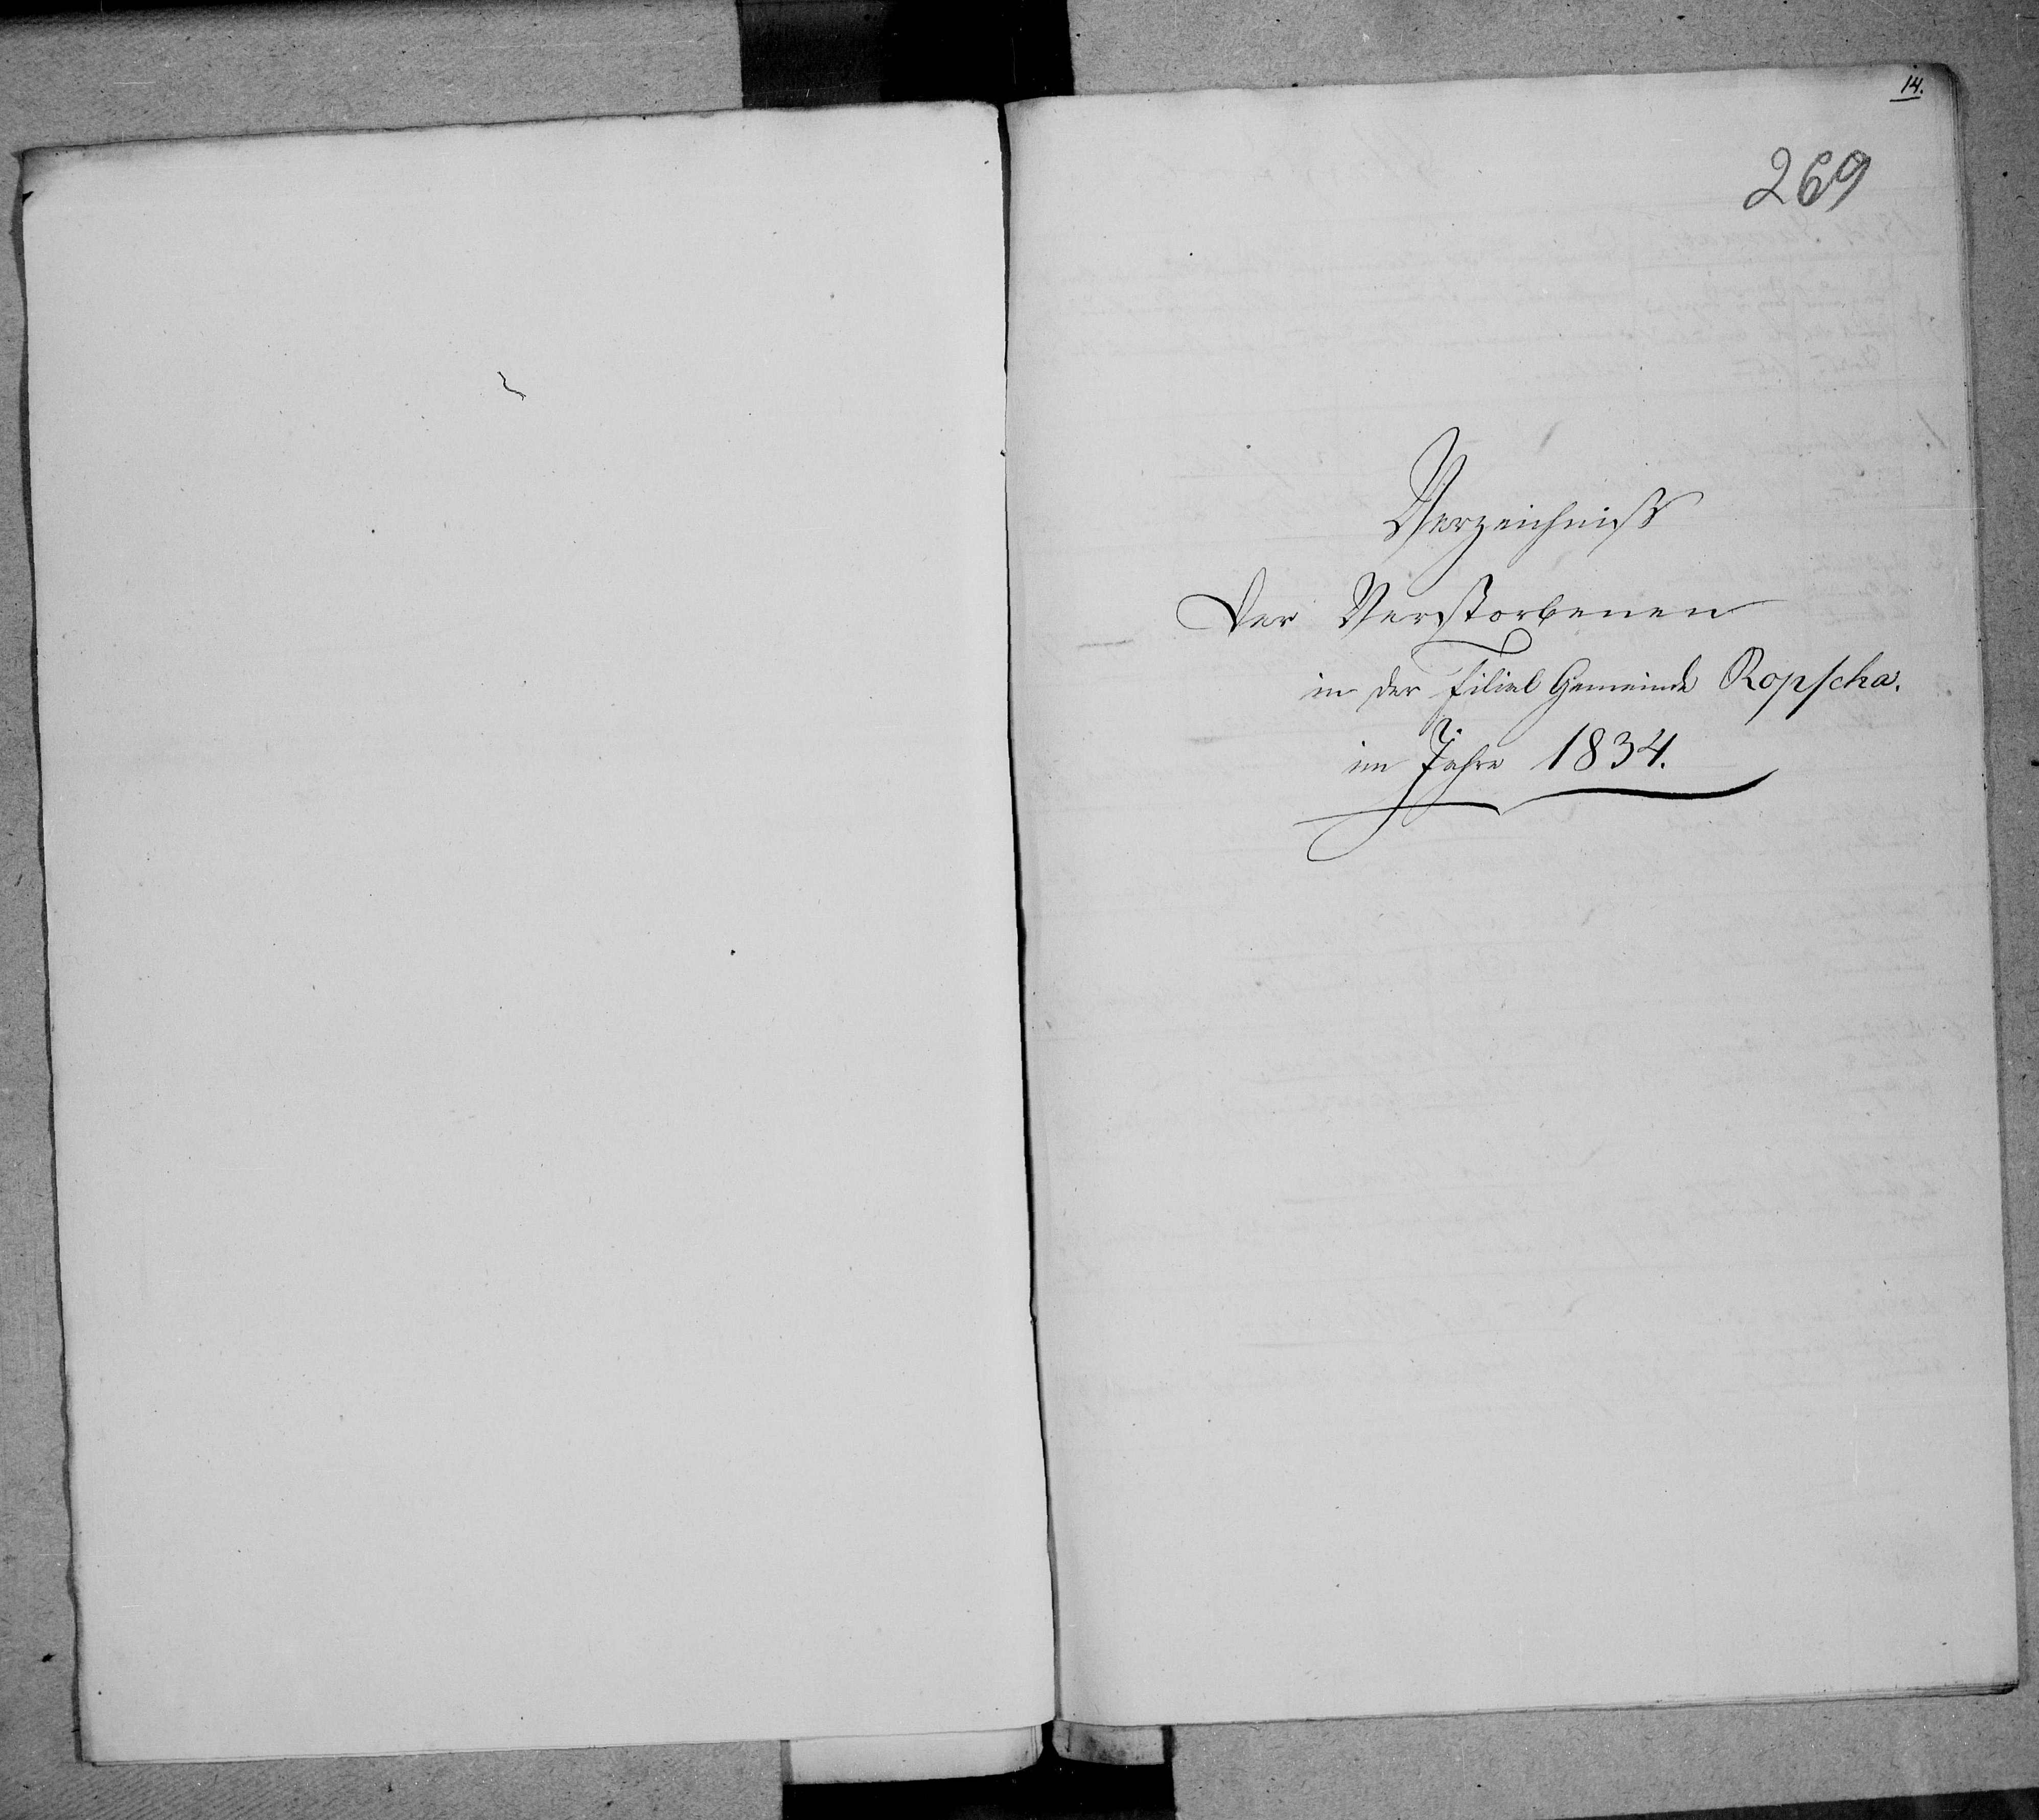 14.
269
Verzeichniß
Der Verstorbenen
in der Filial Gemeinde Ropscha.
im Jahre 1834.